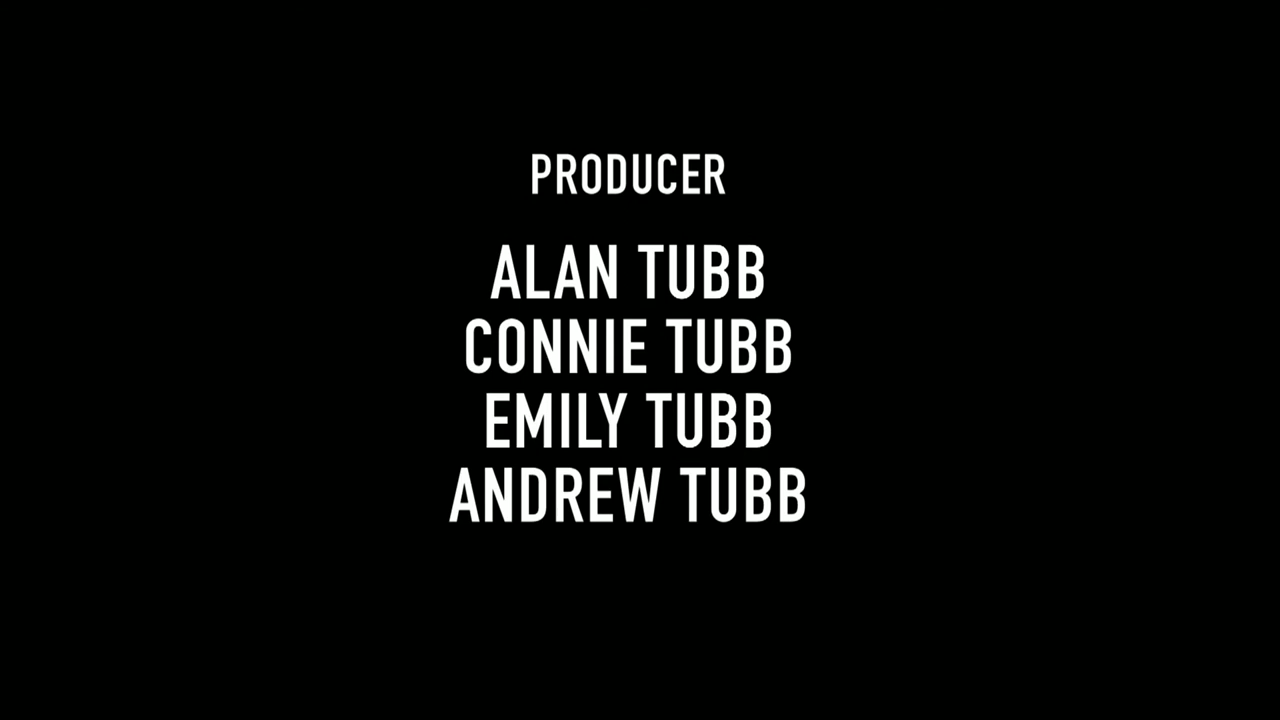 PRODUCER
ALAN TUBB
CONNIE TUBB
EMILY TUBB
ANDREW TUBB